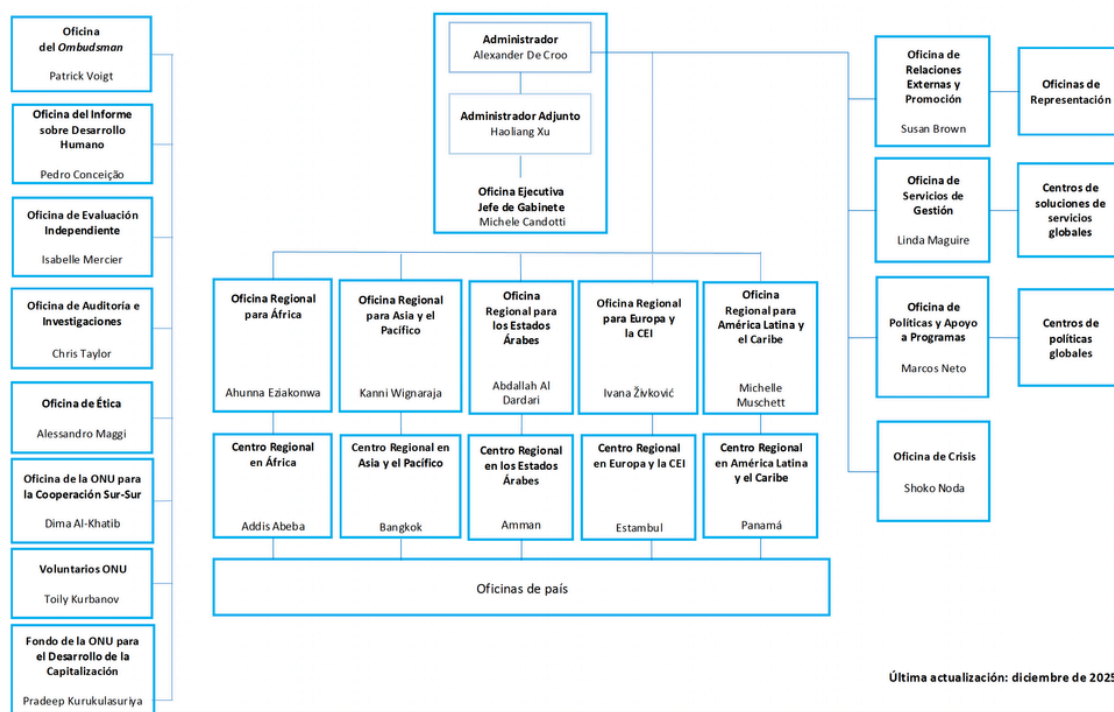 Oficina
del Ombudsman
Patrick Voigt
Oficina del Informe
sobre Desarrollo
Humano
Pedro Conceição
Oficina de Evaluación
Independiente
Isabelle Mercier
Oficina de Auditoría e
Investigaciones
Chris Taylor
Oficina de Ética
Alessandro Maggi
Oficina de la ONU para
la Cooperación Sur-Sur
Dima Al-Khatib
Voluntarios ONU
Toily Kurbanov
Fondo de la ONU para
el Desarrollo de la
Capitalización
Pradeep Kurukulasuriya
Administrador
Alexander De Croo
Administrador Adjunto
Haoliang Xu
Oficina Ejecutiva
Jefe de Gabinete
Michele Candotti
Oficina Regional
para África
Ahunna Eziakonwa
Oficina Regional
para Asia y el
Pacífico
Kanni Wignaraja
Oficina
Regional para
los Estados
Árabes
Abdallah Al
Dardari
Oficina Regional
para Europa y
la CEI
Ivana Živković
Oficina
Regional para
América Latina y
el Caribe
Michelle
Muschett
Centro Regional
en África
Addis Abeba
Centro Regional en
Asia y el Pacífico
Bangkok
Centro Regional
en los Estados
Árabes
Amman
Centro Regional
en Europa y la CEI
Estambul
Centro Regional
en América Latina
y el Caribe
Panamá
Oficinas de país
Oficina de
Relaciones
Externas y
Promoción
Susan Brown
Oficinas de
Representación
Oficina de
Servicios de
Gestión
Linda Maguire
Centros de
soluciones de
servicios
globales
Oficina de
Políticas y Apoyo
a Programas
Marcos Neto
Centros de
políticas
globales
Oficina de Crisis
Shoko Noda
Última actualización: diciembre de 2025